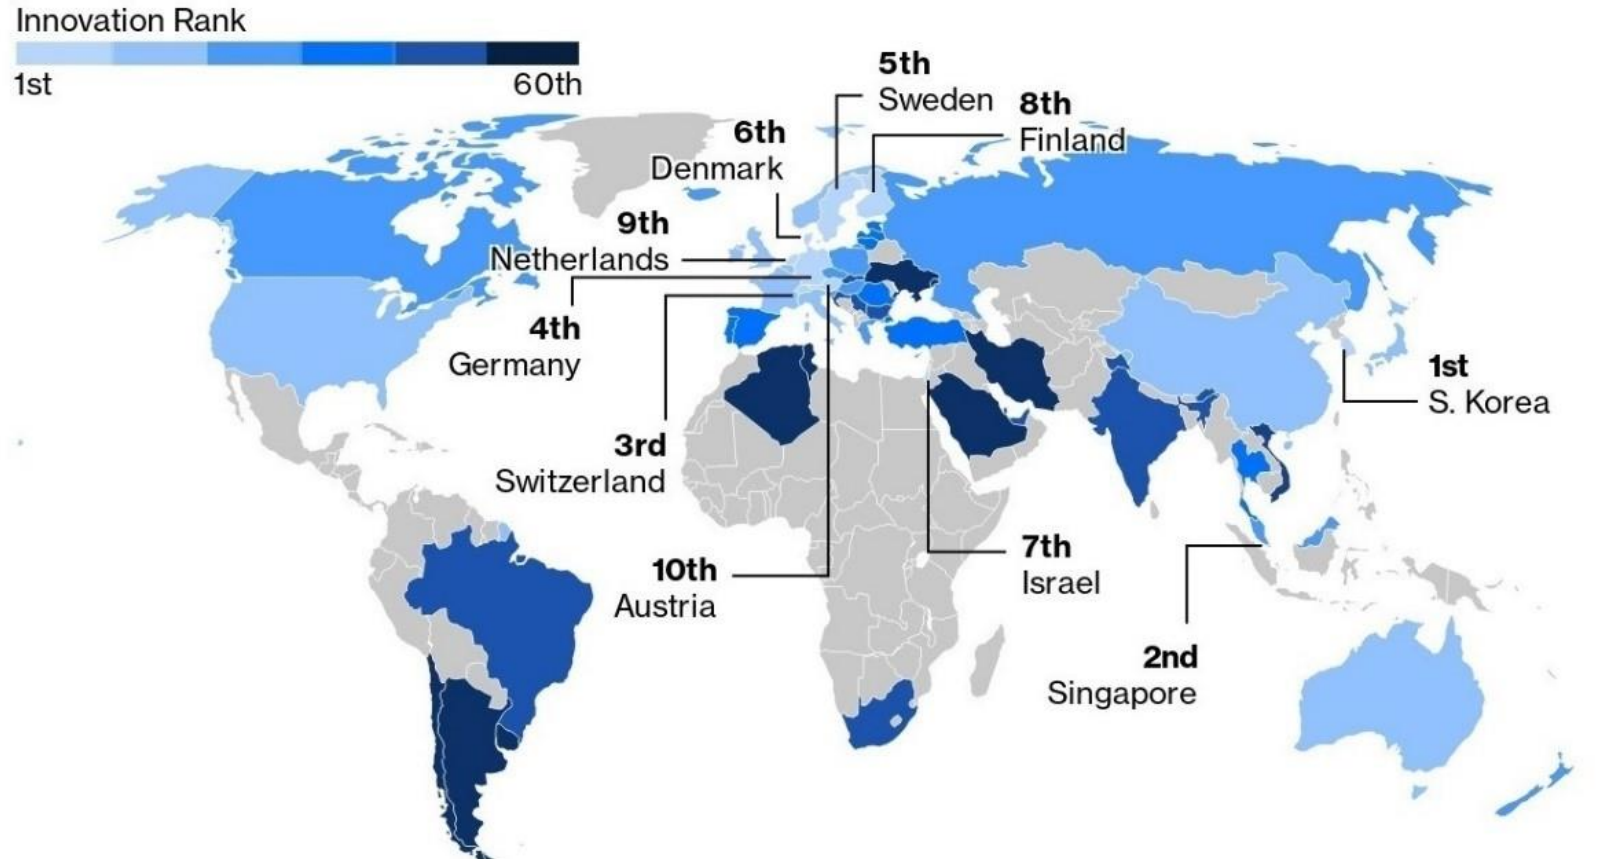 Innovation Rank
1st 60th
5th
Sweden
8th
Finland
6th
Denmark
9th
Netherlands
4th
Germany
3rd
Switzerland
10th
Austria
7th
Israel
1st
S. Korea
2nd
Singapore